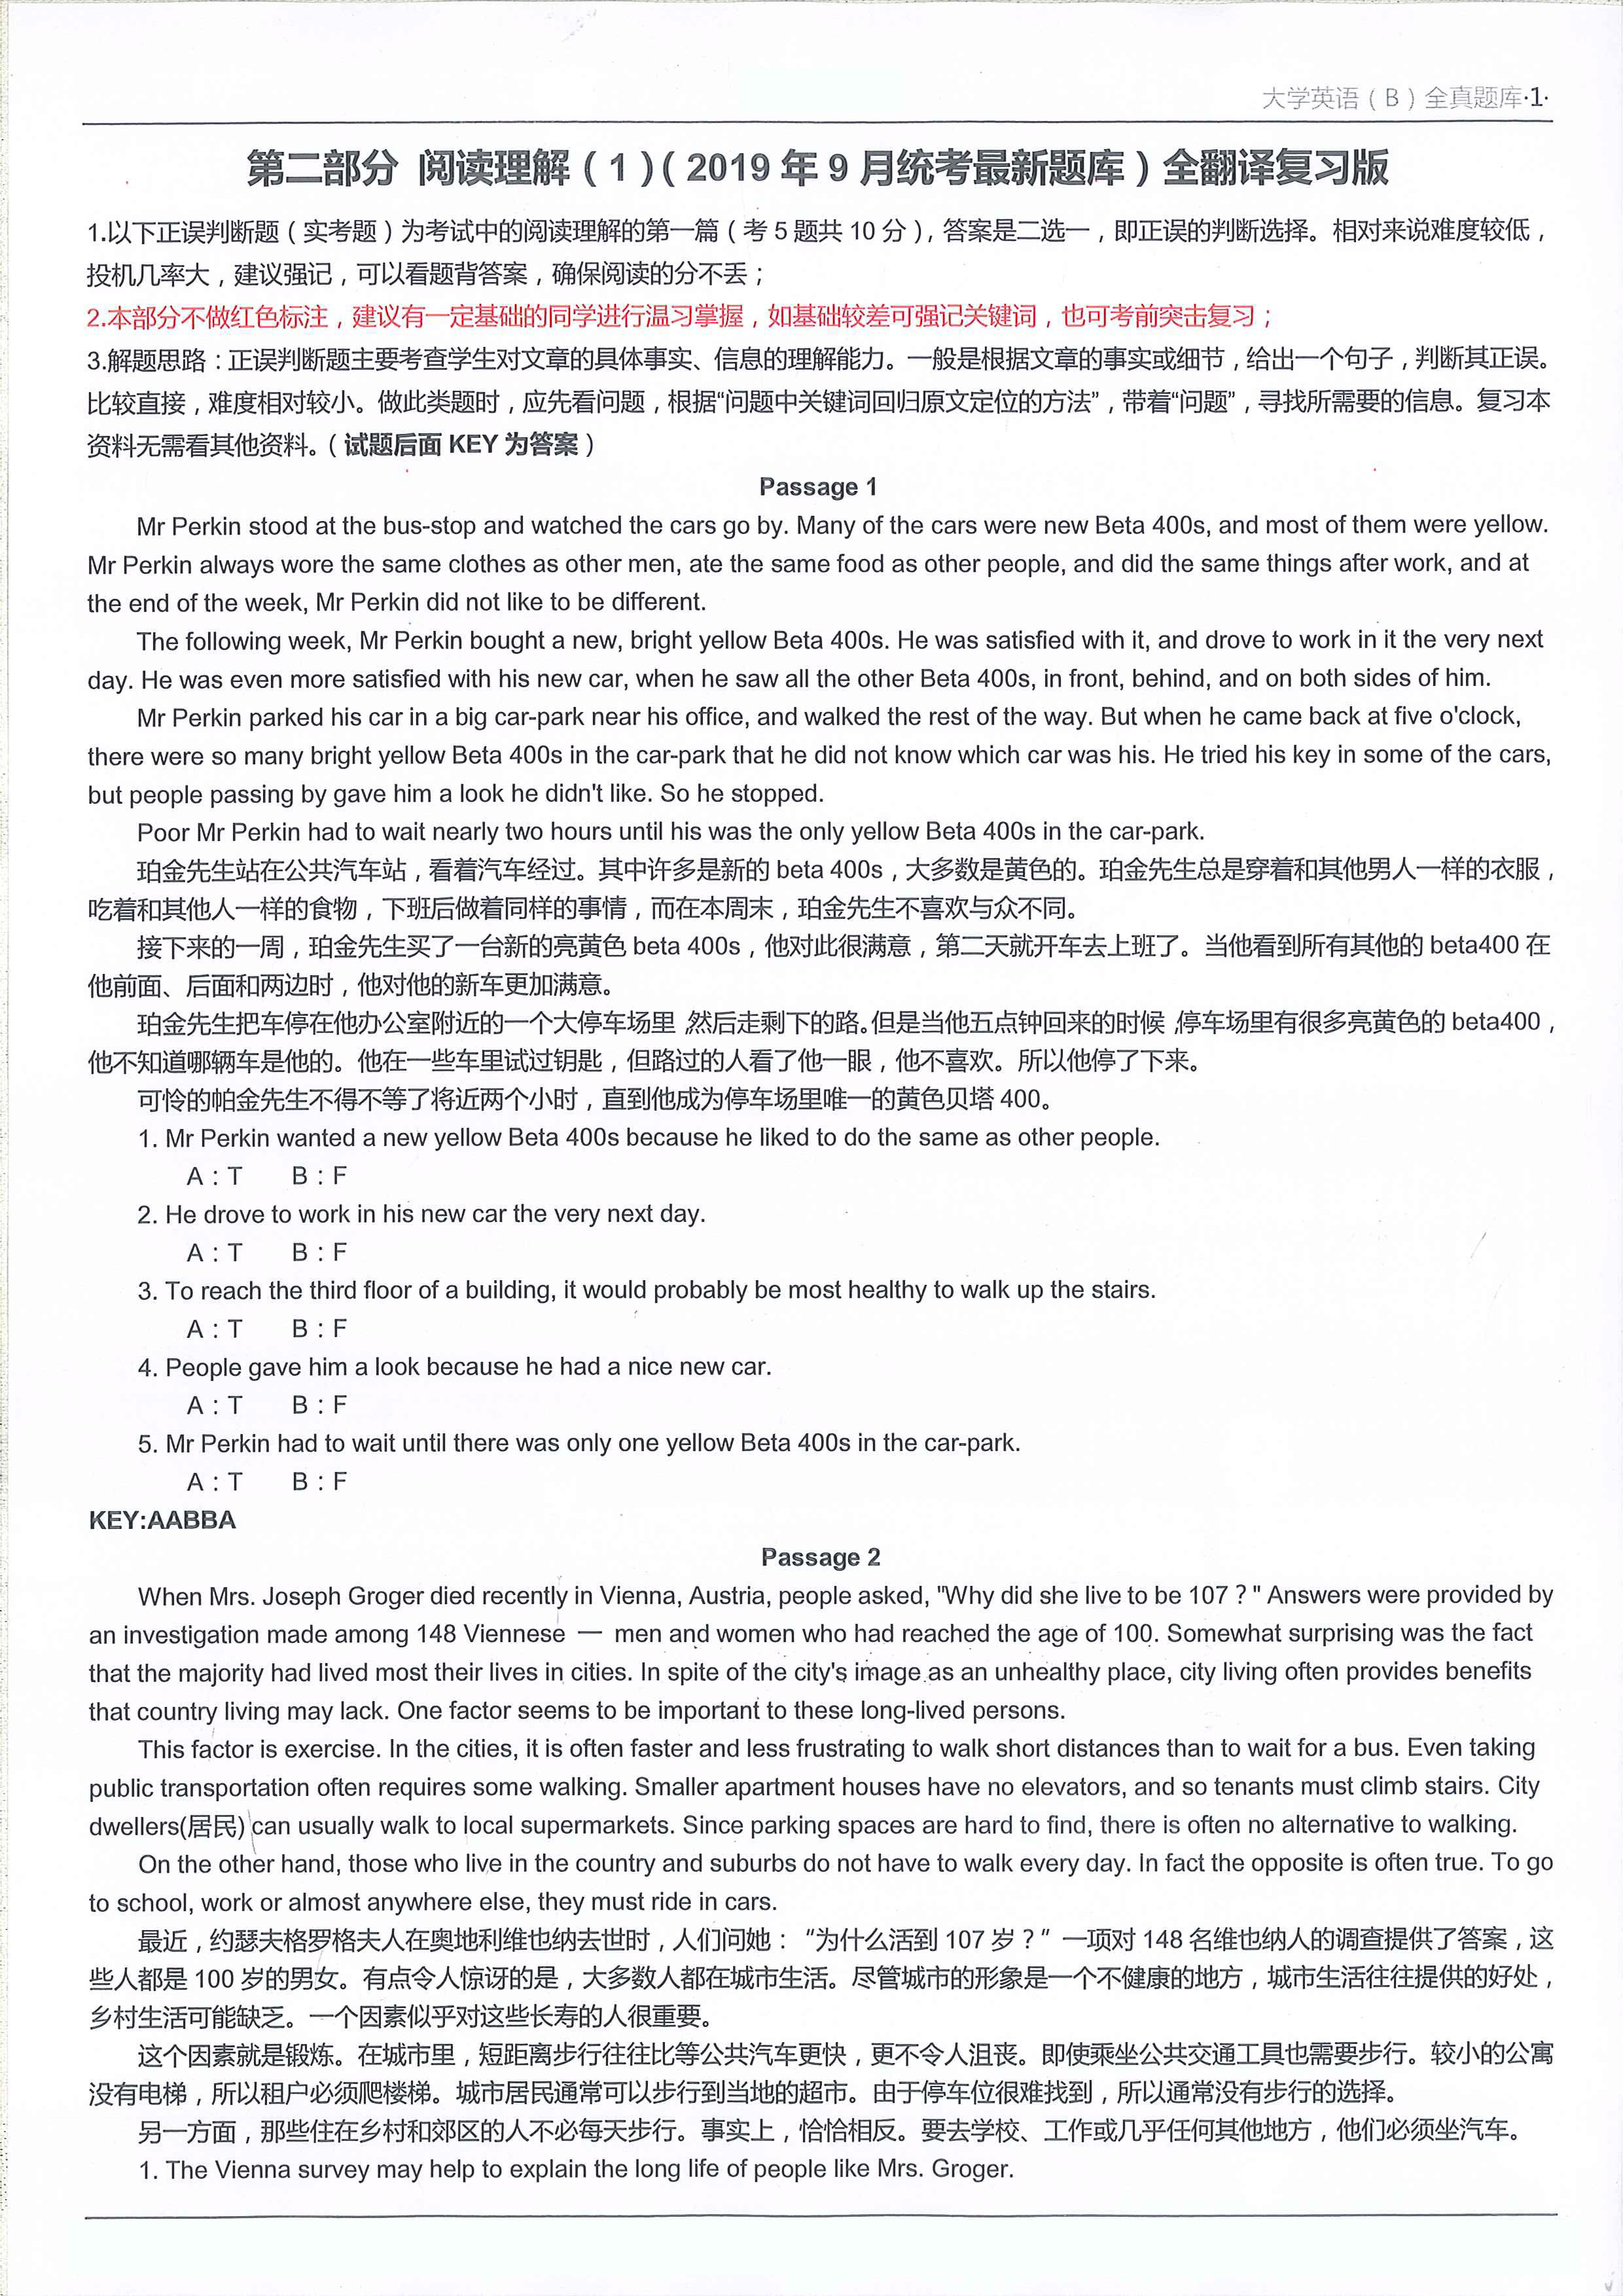 大学英语（B）全真题库·1·
第二部分 阅读理解（1）（2019 年 9 月统考最新题库）全翻译复习版
1.以下正误判断题（实考题）为考试中的阅读理解的第一篇（考 5 题共 10 分），答案是二选一，即正误的判断选择。相对来说难度较低，
投机几率大，建议强记，可以看题背答案，确保阅读的分不丢；
2.本部分不做红色标注，建议有一定基础的同学进行温习掌握，如基础较差可强记关键词，也可考前突击复习；
3.解题思路：正误判断题主要考查学生对文章的具体事实、信息的理解能力。一般是根据文章的事实或细节，给出一个句子，判断其正误。
比较直接，难度相对较小。做此类题时，应先看问题，根据“问题中关键词回归原文定位的方法”，带着“问题”，寻找所需要的信息。复习本
资料无需看其他资料。（试题后面 KEY 为答案）
Passage 1
Mr Perkin stood at the bus-stop and watched the cars go by. Many of the cars were new Beta 400s, and most of them were yellow.
Mr Perkin always wore the same clothes as other men, ate the same food as other people, and did the same things after work, and at
the end of the week, Mr Perkin did not like to be different.
The following week, Mr Perkin bought a new, bright yellow Beta 400s. He was satisfied with it, and drove to work in it the very next
day. He was even more satisfied with his new car, when he saw all the other Beta 400s, in front, behind, and on both sides of him.
Mr Perkin parked his car in a big car-park near his office, and walked the rest of the way. But when he came back at five o'clock,
there were so many bright yellow Beta 400s in the car-park that he did not know which car was his. He tried his key in some of the cars,
but people passing by gave him a look he didn't like. So he stopped.
Poor Mr Perkin had to wait nearly two hours until his was the only yellow Beta 400s in the car-park.
珀金先生站在公共汽车站，看着汽车经过。其中许多是新的 beta 400s，大多数是黄色的。珀金先生总是穿着和其他男人一样的衣服，
吃着和其他人一样的食物，下班后做着同样的事情，而在本周末，珀金先生不喜欢与众不同。
接下来的一周，珀金先生买了一台新的亮黄色 beta 400s，他对此很满意，第二天就开车去上班了。当他看到所有其他的 beta400 在
他前面、后面和两边时，他对他的新车更加满意。
珀金先生把车停在他办公室附近的一个大停车场里，然后走剩下的路。但是当他五点钟回来的时候，停车场里有很多亮黄色的 beta400，
他不知道哪辆车是他的。他在一些车里试过钥匙，但路过的人看了他一眼，他不喜欢。所以他停了下来。
可怜的帕金先生不得不等了将近两个小时，直到他成为停车场里唯一的黄色贝塔 400。
1. Mr Perkin wanted a new yellow Beta 400s because he liked to do the same as other people.
A：T B：F
2. He drove to work in his new car the very next day.
A：T B：F
3. To reach the third floor of a building, it would probably be most healthy to walk up the stairs.
A：T B：F
4. People gave him a look because he had a nice new car.
A：T B：F
5. Mr Perkin had to wait until there was only one yellow Beta 400s in the car-park.
A：T B：F
KEY:AABBA
Passage 2
When Mrs. Joseph Groger died recently in Vienna, Austria, people asked, "Why did she live to be 107？" Answers were provided by
an investigation made among 148 Viennese 一 men and women who had reached the age of 100. Somewhat surprising was the fact
that the majority had lived most their lives in cities. In spite of the city's image as an unhealthy place, city living often provides benefits
that country living may lack. One factor seems to be important to these long-lived persons.
This factor is exercise. In the cities, it is often faster and less frustrating to walk short distances than to wait for a bus. Even taking
public transportation often requires some walking. Smaller apartment houses have no elevators, and so tenants must climb stairs. City
dwellers(居民) can usually walk to local supermarkets. Since parking spaces are hard to find, there is often no alternative to walking.
On the other hand, those who live in the country and suburbs do not have to walk every day. In fact the opposite is often true. To go
to school, work or almost anywhere else, they must ride in cars.
最近，约瑟夫格罗格夫人在奥地利维也纳去世时，人们问她：“为什么活到 107 岁？”一项对 148 名维也纳人的调查提供了答案，这
些人都是 100 岁的男女。有点令人惊讶的是，大多数人都在城市生活。尽管城市的形象是一个不健康的地方，城市生活往往提供的好处，
乡村生活可能缺乏。一个因素似乎对这些长寿的人很重要。
这个因素就是锻炼。在城市里，短距离步行往往比等公共汽车更快，更不令人沮丧。即使乘坐公共交通工具也需要步行。较小的公寓
没有电梯，所以租户必须爬楼梯。城市居民通常可以步行到当地的超市。由于停车位很难找到，所以通常没有步行的选择。
另一方面，那些住在乡村和郊区的人不必每天步行。事实上，恰恰相反。要去学校、工作或几乎任何其他地方，他们必须坐汽车。
1. The Vienna survey may help to explain the long life of people like Mrs. Groger.